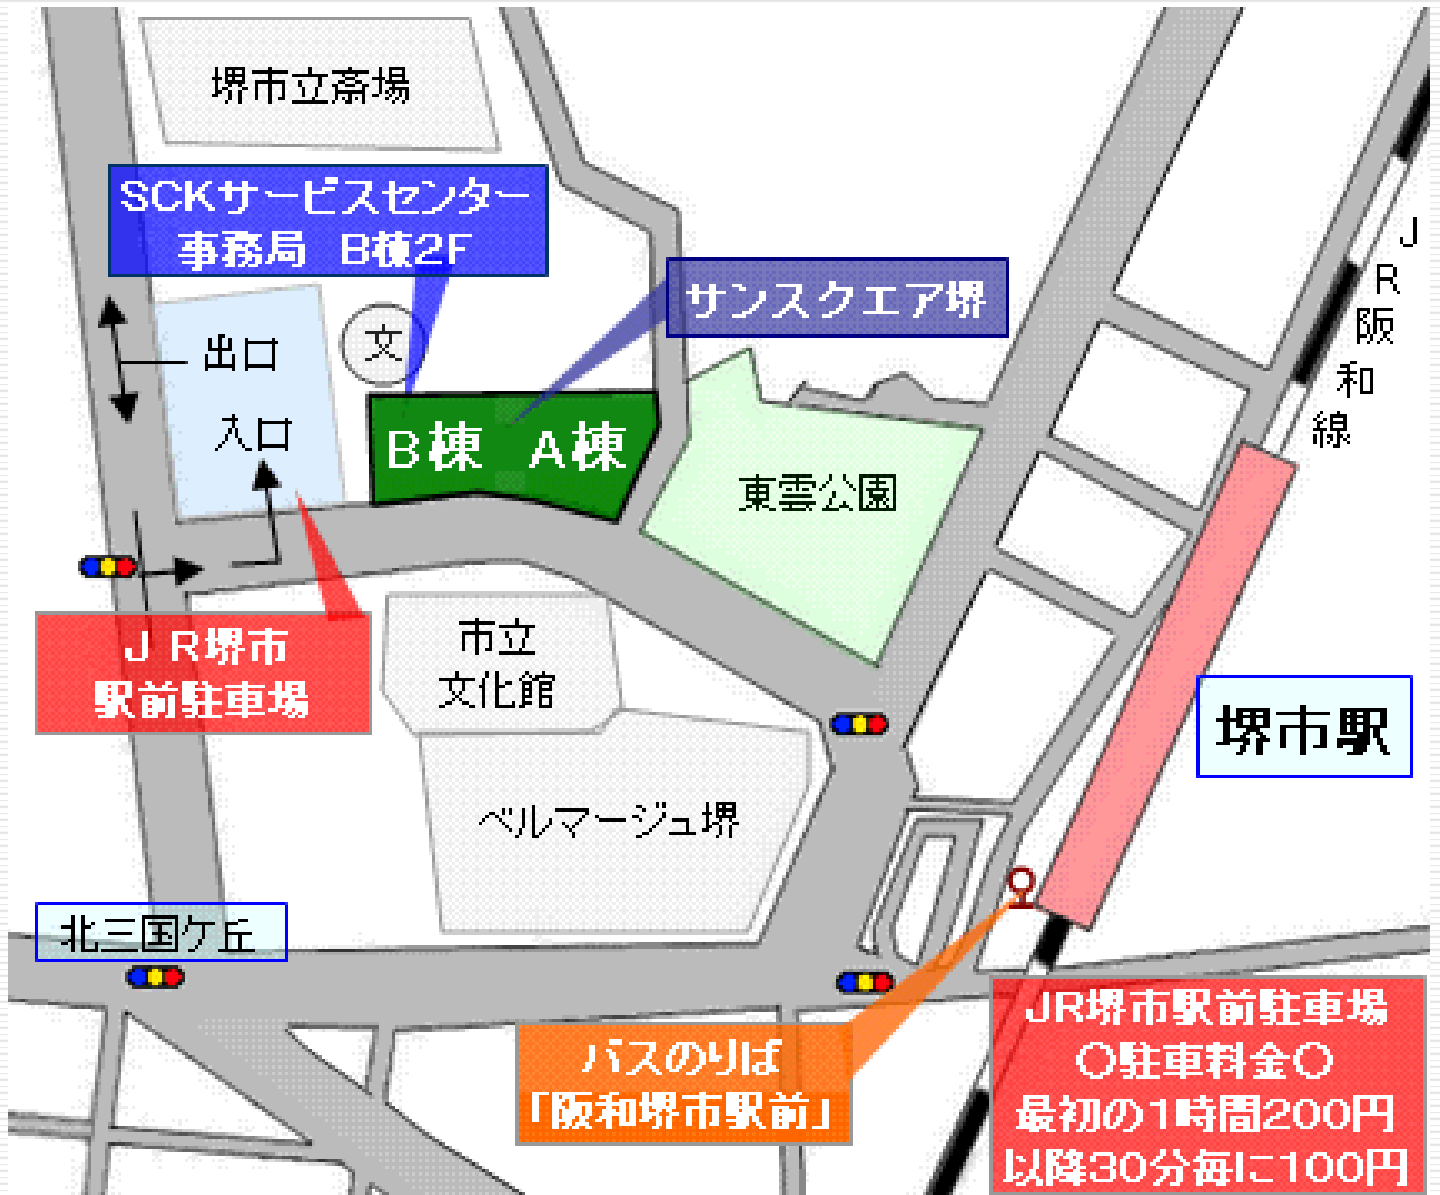 堺市立斎場
SCKサービスセンター
事務局　B棟2F
サンスクエア堺
J
R
阪
和
線
出口
文
入口
B棟　A棟
東雲公園
ＪＲ堺市
駅前駐車場
市立
文化館
堺市駅
ベルマージュ堺
北三国ケ丘
バスのりば
「阪和堺市駅前」
JR堺市駅前駐車場
〇駐車料金〇
最初の1時間200円
以降30分毎に100円